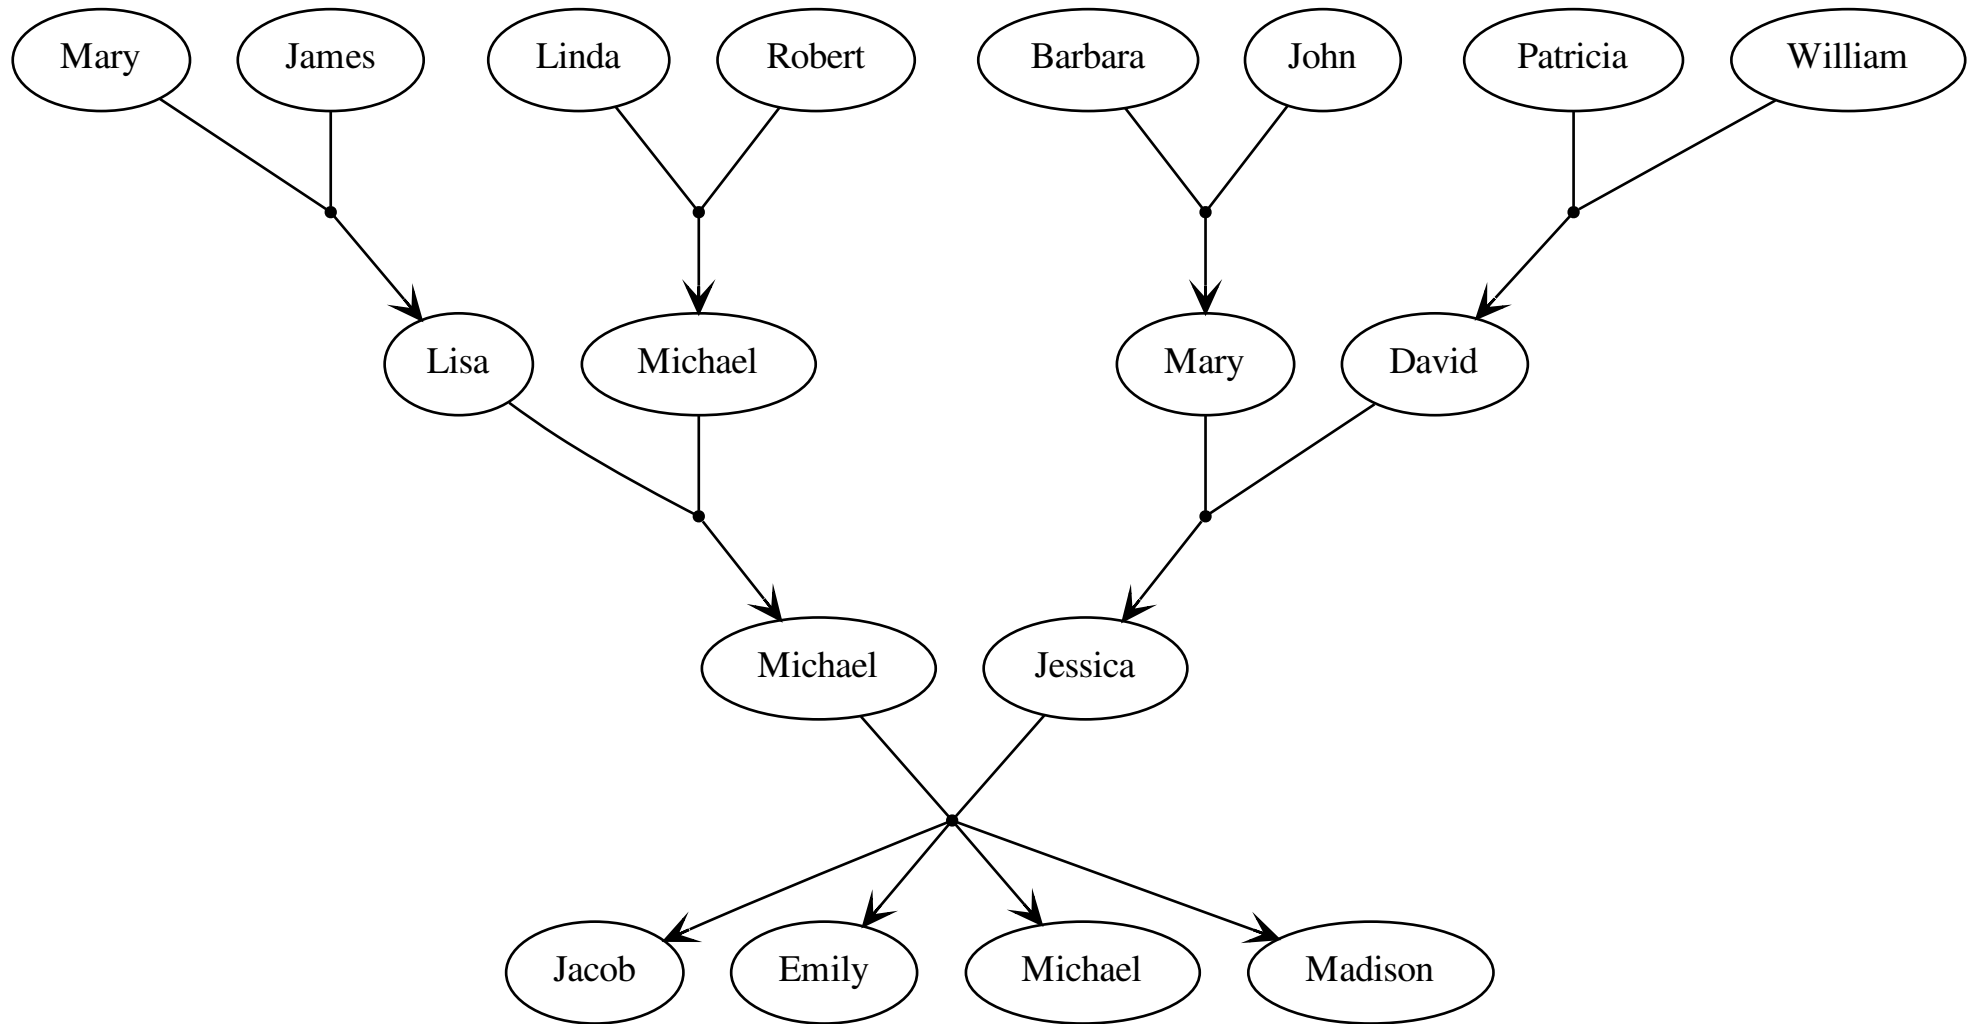 Mary James Linda Robert Barbara John Patricia William
Lisa Michael Mary David
Michael Jessica
Jacob Emily Michael Madison